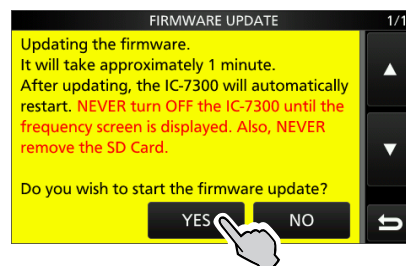 FIRMWARE UPDATE 1/1
Updating the firmware.
It will take approximately 1 minute.
After updating, the IC-7300 will automatically
restart. NEVER turn OFF the IC-7300 until the
frequency screen is displayed. Also, NEVER
remove the SD Card.
Do you wish to start the firmware update?
YES NO